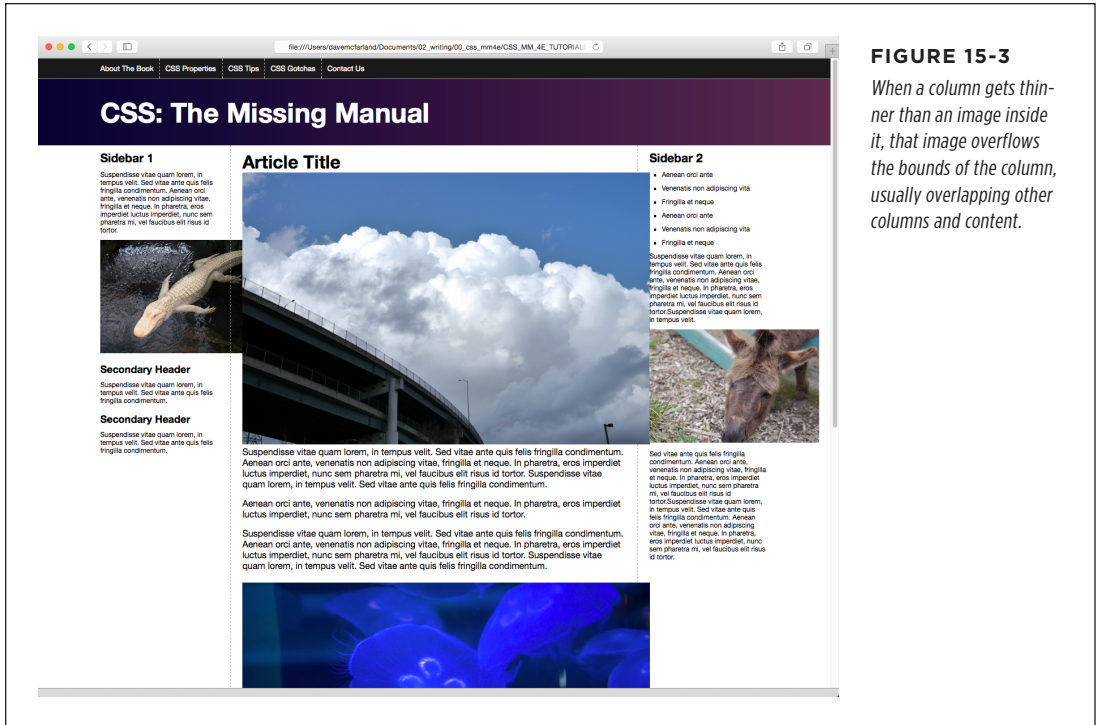 file:///Users/davemcfarland/Documents/02_writing/00_css_mm4e/CSS_MM_4E_TUTORIALS
About The Book
CSS Properties
CSS Tips
CSS Gotchas
Contact Us
CSS: The Missing Manual
Sidebar 1
Suspendisse vitae quam lorem, in
tempus velit. Sed vitae ante quis felis
fringilla condimentum. Aenean orci
ante, venenatis non adipiscing vitae,
fringilla et neque. In pharetra, eros
imperdiet luctus imperdiet, nunc sem
pharetra mi, vel faucibus elit risus id
tortor.
Secondary Header
Suspendisse vitae quam lorem, in
tempus velit. Sed vitae ante quis felis
fringilla condimentum.
Secondary Header
Suspendisse vitae quam lorem, in
tempus velit. Sed vitae ante quis felis
fringilla condimentum.
Article Title
Suspendisse vitae quam lorem, in tempus velit. Sed vitae ante quis felis fringilla condimentum.
Aenean orci ante, venenatis non adipiscing vitae, fringilla et neque. In pharetra, eros imperdiet
luctus imperdiet, nunc sem pharetra mi, vel faucibus elit risus id tortor. Suspendisse vitae
quam lorem, in tempus velit. Sed vitae ante quis felis fringilla condimentum.
Aenean orci ante, venenatis non adipiscing vitae, fringilla et neque. In pharetra, eros imperdiet
luctus imperdiet, nunc sem pharetra mi, vel faucibus elit risus id tortor.
Suspendisse vitae quam lorem, in tempus velit. Sed vitae ante quis felis fringilla condimentum.
Aenean orci ante, venenatis non adipiscing vitae, fringilla et neque. In pharetra, eros imperdiet
luctus imperdiet, nunc sem pharetra mi, vel faucibus elit risus id tortor. Suspendisse vitae
quam lorem, in tempus velit. Sed vitae ante quis felis fringilla condimentum.
Sidebar 2
Aenean orci ante
Venenatis non adipiscing vita
Fringilla et neque
Aenean orci ante
Venenatis non adipiscing vita
Fringilla et neque
Suspendisse vitae quam lorem, in
tempus velit. Sed vitae ante quis felis
fringilla condimentum. Aenean orci
ante, venenatis non adipiscing vitae,
fringilla et neque. In pharetra, eros
imperdiet luctus imperdiet, nunc sem
pharetra mi, vel faucibus elit risus id
tortor.Suspendisse vitae quam lorem,
in tempus velit.
Sed vitae ante quis felis fringilla
condimentum. Aenean orci ante,
venenatis non adipiscing vitae, fringilla
et neque. In pharetra, eros imperdiet
luctus imperdiet, nunc sem pharetra
mi, vel faucibus elit risus id
tortor.Suspendisse vitae quam lorem,
in tempus velit. Sed vitae ante quis
felis fringilla condimentum. Aenean
orci ante, venenatis non adipiscing
vitae, fringilla et neque. In pharetra,
eros imperdiet luctus imperdiet, nunc
sem pharetra mi, vel faucibus elit risus
id tortor.
FIGURE 15-3
When a column gets thin-
ner than an image inside
it, that image overflows
the bounds of the column,
usually overlapping other
columns and content.